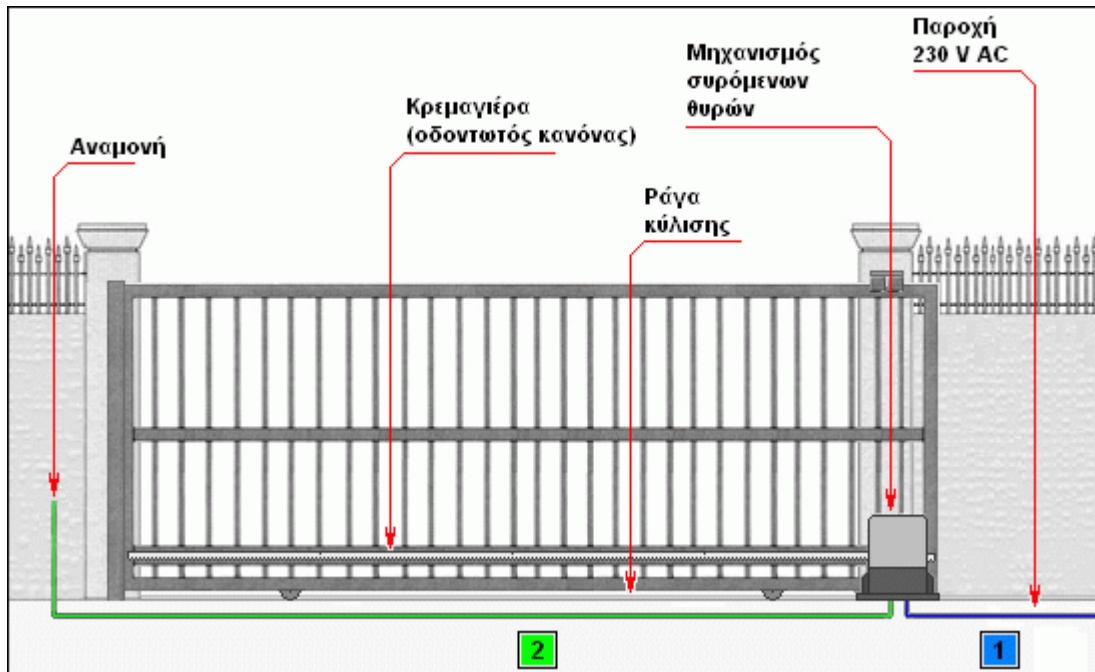 Παροχή
230 V AC
Μηχανισμός
συρόμενων
θυρών
Κρεμαγιέρα
(οδοντωτός κανόνας)
Αναμονή
Ράγα
κύλισης
2
1